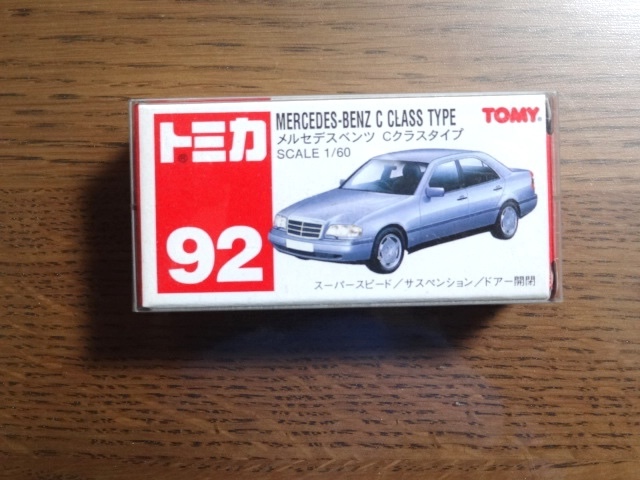 トミカ
92
MERCEDES-BENZ C CLASS TYPE
メルセデスベンツ Cクラスタイプ
SCALE 1/60
TOMY
スーパースピード/サスペンション/ドアー開閉